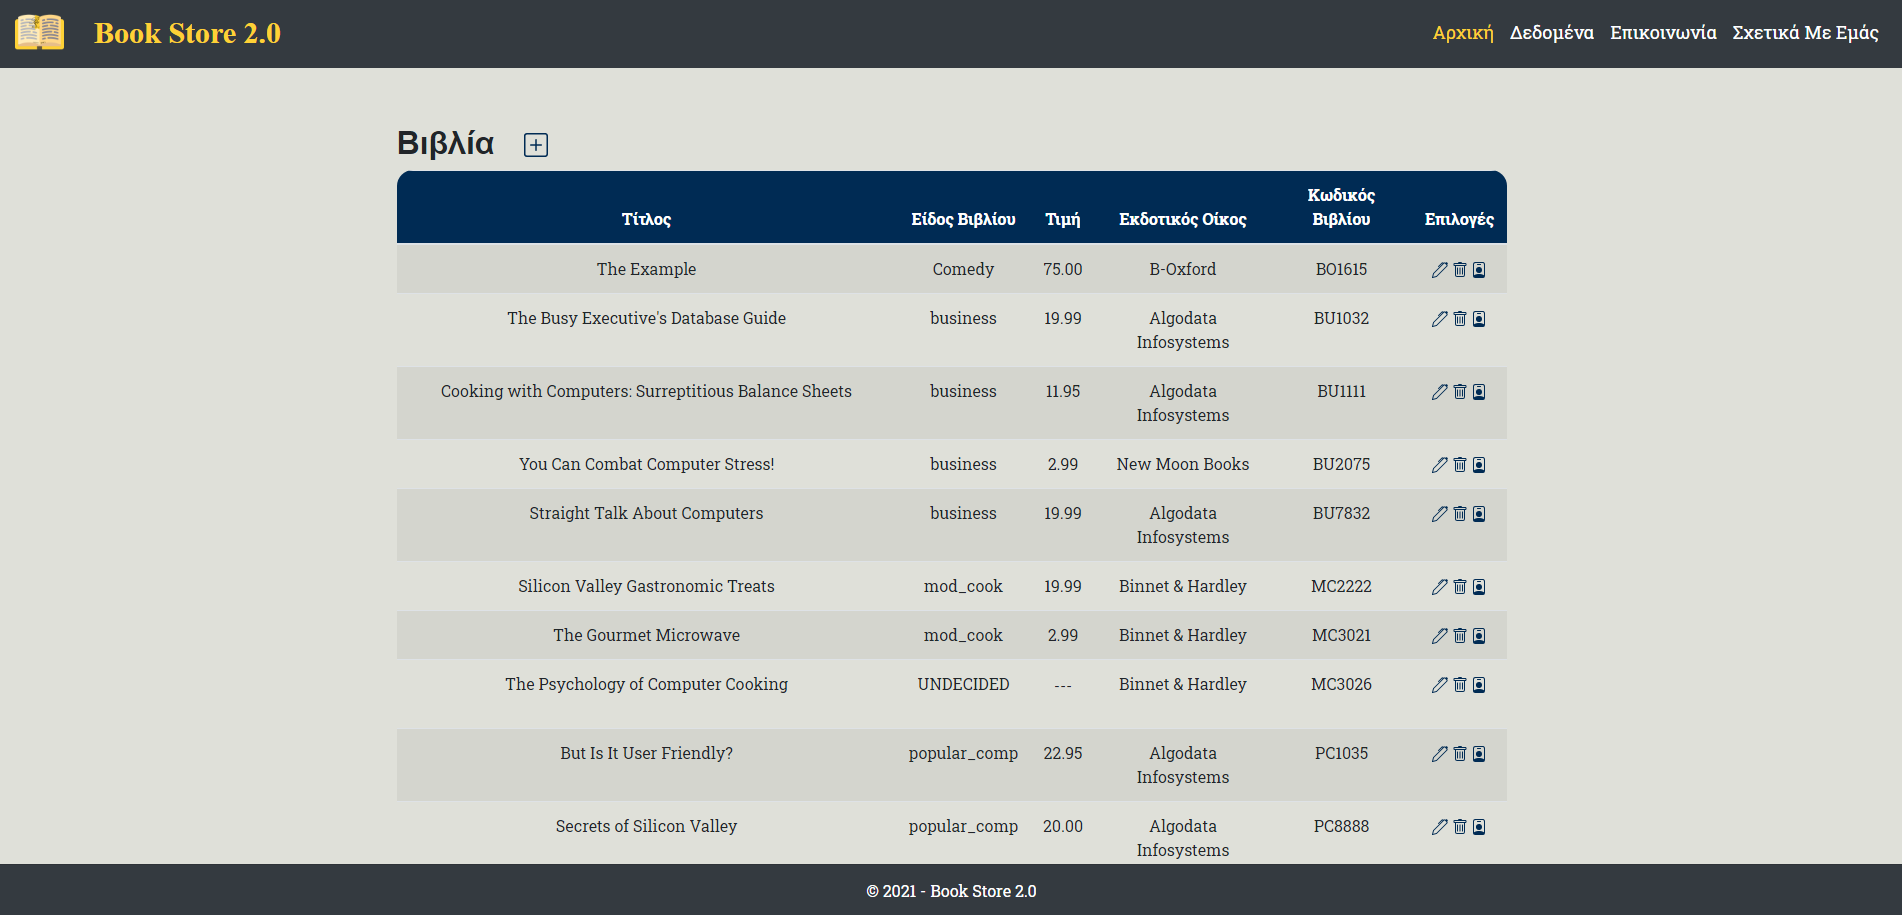 Book Store 2.0
Αρχική Δεδομένα Επικοινωνία Σχετικά Με Εμάς
Βιβλία
Τίτλος Είδος Βιβλίου Τιμή Εκδοτικός Οίκος Κωδικός Βιβλίου Επιλογές
The Example Comedy 75.00 B-Oxford BO1615
The Busy Executive's Database Guide business 19.99 Algodata Infosystems BU1032
Cooking with Computers: Surreptitious Balance Sheets business 11.95 Algodata Infosystems BU1111
You Can Combat Computer Stress! business 2.99 New Moon Books BU2075
Straight Talk About Computers business 19.99 Algodata Infosystems BU7832
Silicon Valley Gastronomic Treats mod_cook 19.99 Binnet & Hardley MC2222
The Gourmet Microwave mod_cook 2.99 Binnet & Hardley MC3021
The Psychology of Computer Cooking UNDECIDED --- Binnet & Hardley MC3026
But Is It User Friendly? popular_comp 22.95 Algodata Infosystems PC1035
Secrets of Silicon Valley popular_comp 20.00 Algodata Infosystems PC8888
© 2021 - Book Store 2.0